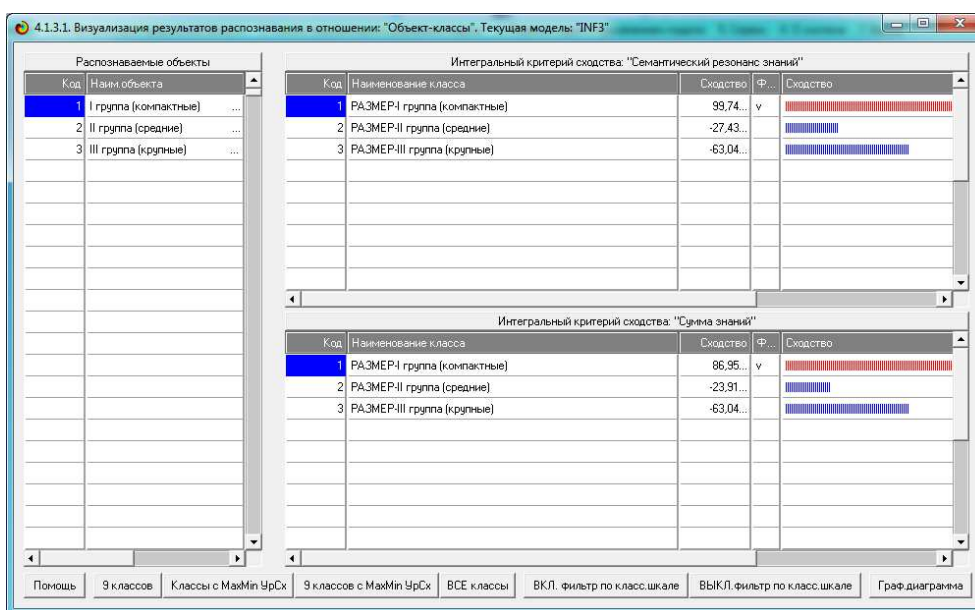 4.1.3.1. Визуализация результатов распознавания в отношении: "Объект-классы". Текущая модель: "INF3"
Распознаваемые объекты
Код Наим.объекта
1 I группа (компактные) ...
2 II группа (средние) ...
3 III группа (крупные) ...
Интегральный критерий сходства: "Семантический резонанс знаний"
Код Наименование класса Сходство Ф... Сходство
1 РАЗМЕР-I группа (компактные) 99,74... v
2 РАЗМЕР-II группа (средние) -27,43...
3 РАЗМЕР-III группа (крупные) -63,04...
Интегральный критерий сходства: "Сумма знаний"
Код Наименование класса Сходство Ф... Сходство
1 РАЗМЕР-I группа (компактные) 86,95... v
2 РАЗМЕР-II группа (средние) -23,91...
3 РАЗМЕР-III группа (крупные) -63,04...
Помощь 9 классов Классы с MaxMin УрСх 9 классов с MaxMin УрСх ВСЕ классы ВКЛ. фильтр по класс.шкале ВЫКЛ.фильтр по класс.шкале Граф.диаграмма